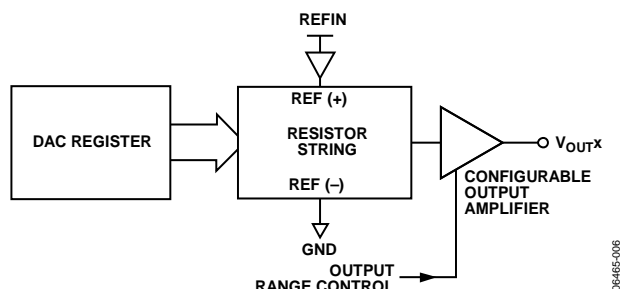 REFIN
REF (+)
DAC REGISTER
RESISTOR
STRING
REF (–)
VOUTx
CONFIGURABLE
OUTPUT
AMPLIFIER
GND
OUTPUT
RANGE CONTROL
06465-006